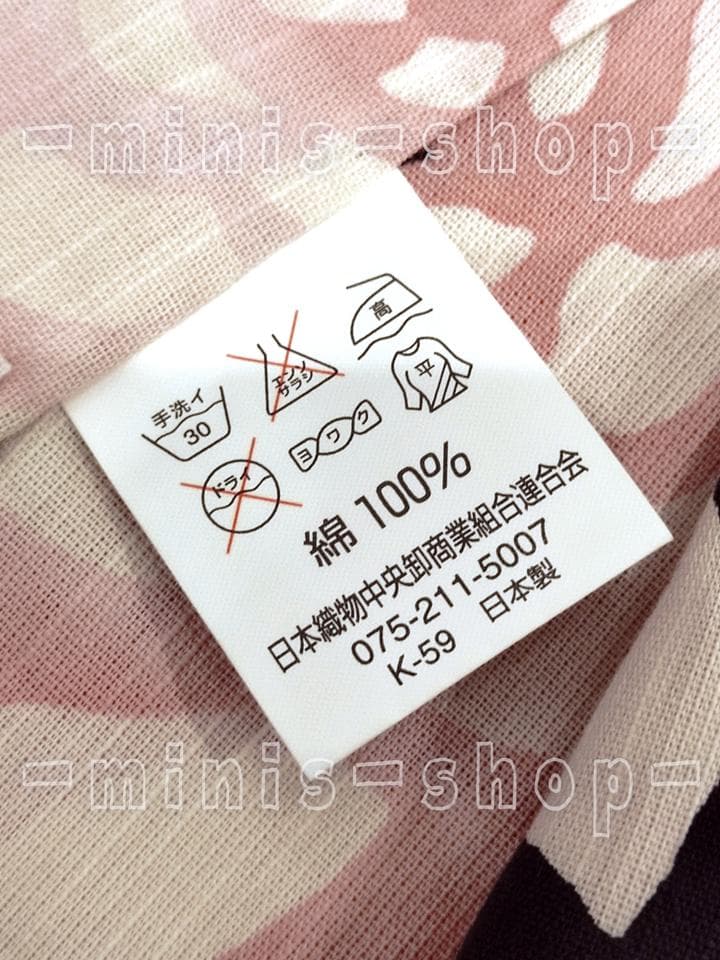 -minis-shop-
高
エンソ
サラシ
平
手洗イ
30
ヨワク
ドライ
綿 100%
日本織物中央卸商業組合連合会
075-211-5007
K-59 日本製
-minis-shop-